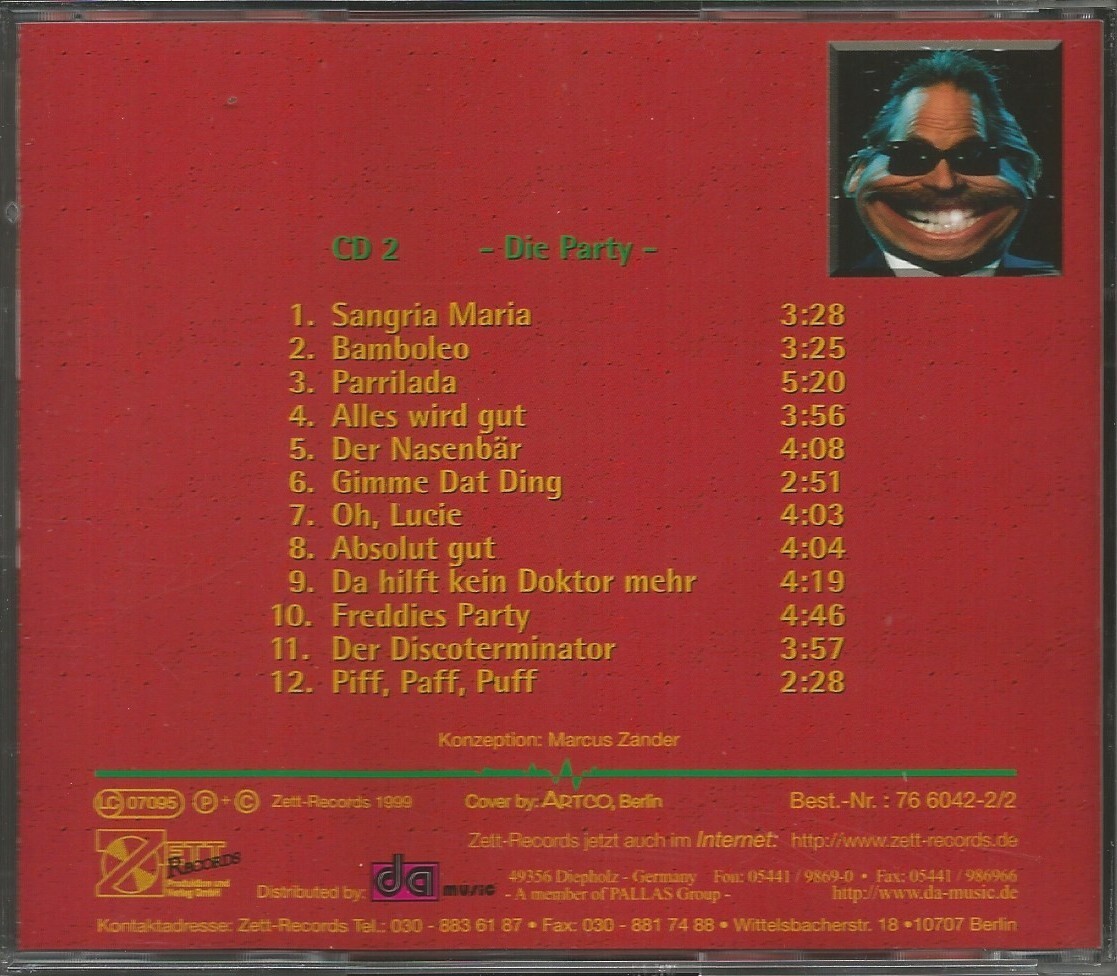 CD 2 - Die Party -
1. Sangria Maria 3:28
2. Bamboleo 3:25
3. Parrilada 5:20
4. Alles wird gut 3:56
5. Der Nasenbär 4:08
6. Gimme Dat Ding 2:51
7. Oh, Lucie 4:03
8. Absolut gut 4:04
9. Da hilft kein Doktor mehr 4:19
10. Freddies Party 4:46
11. Der Discoterminator 3:57
12. Piff, Paff, Puff 2:28
Konzeption: Marcus Zander
LC 07095 P + C Zett-Records 1999 Cover by: ARTCO, Berlin Best.-Nr. : 76 6042-2/2
Zett-Records jetzt auch im Internet: http://www.zett-records.de
ZETT
RECORDS
Produktion und
Verlag GmbH
Distributed by: da music
49356 Diepholz - Germany Fon: 05441 / 9869-0 • Fax: 05441 / 986966
- A member of PALLAS Group - http://www.da-music.de
Kontaktadresse: Zett-Records Tel.: 030 - 883 61 87 • Fax: 030 - 881 74 88 • Wittelsbacherstr. 18 •10707 Berlin